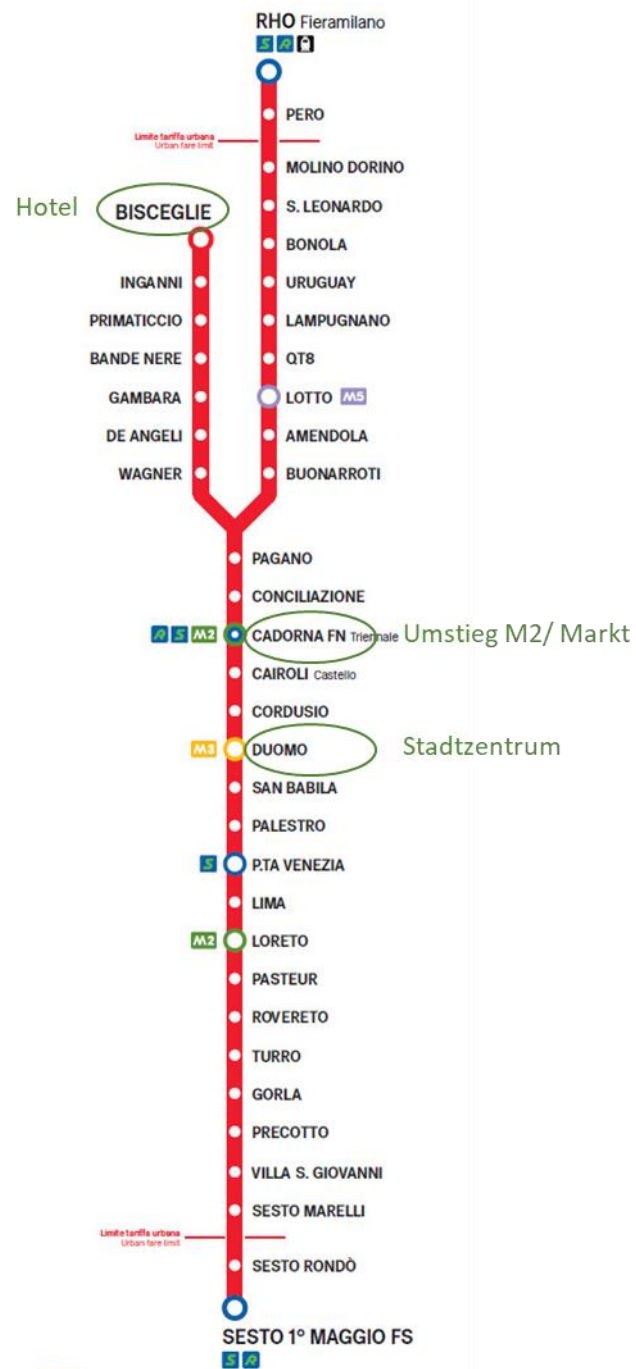 RHO Fieramilano
S R
PERO
Limite tariffa urbana
Urban fare limit
MOLINO DORINO
S. LEONARDO
Hotel BISCEGLIE
BONOLA
INGANNI URUGUAY
PRIMATICCIO LAMPUGNANO
BANDE NERE QT8
GAMBARA LOTTO M5
DE ANGELI AMENDOLA
WAGNER BUONARROTI
PAGANO
CONCILIAZIONE
R S M2 CADORNA FN Triennale Umstieg M2/ Markt
CAIROLI Castello
CORDUSIO
M3 DUOMO Stadtzentrum
SAN BABILA
PALESTRO
S P.TA VENEZIA
LIMA
M2 LORETO
PASTEUR
ROVERETO
TURRO
GORLA
PRECOTTO
VILLA S. GIOVANNI
SESTO MARELLI
Limite tariffa urbana
Urban fare limit
SESTO RONDÒ
SESTO 1° MAGGIO FS
S R